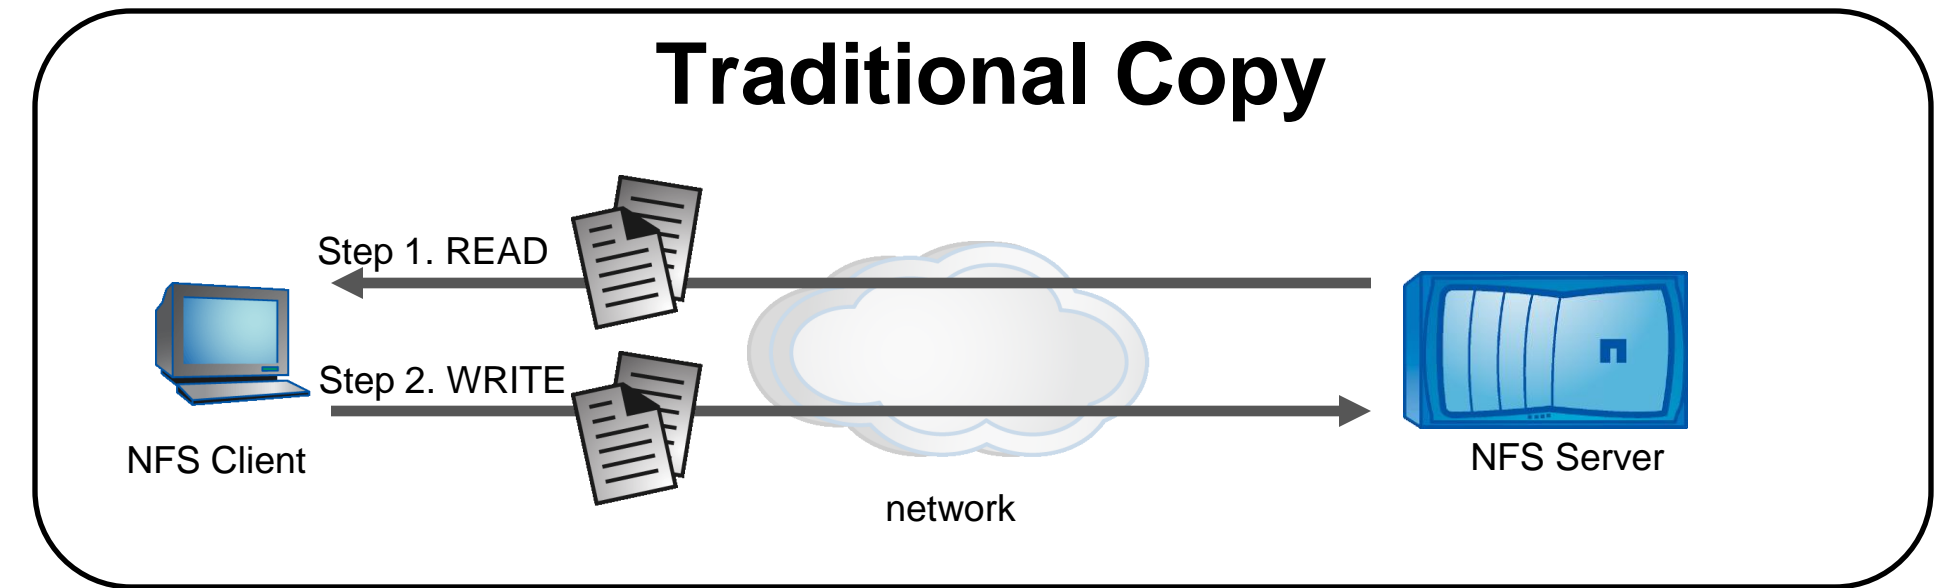 Traditional Copy
Step 1. READ
Step 2. WRITE
NFS Client
NFS Server
network